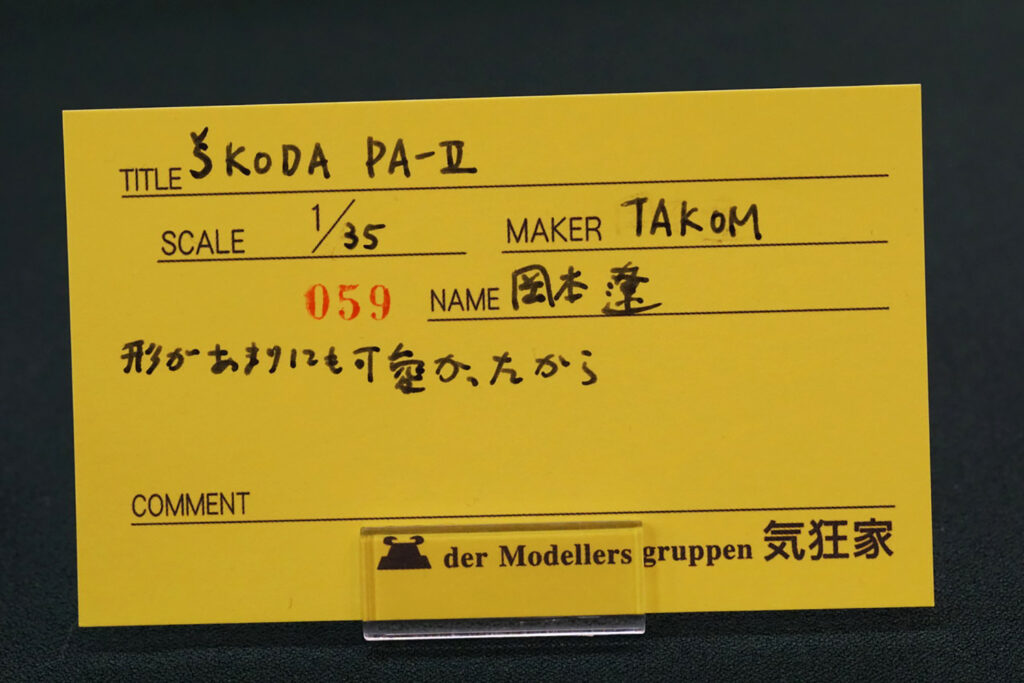 TITLE ŠKODA PA-II
SCALE 1/35 MAKER TAKOM
059 NAME 岡本遼
形があまりにも可愛かったから
COMMENT
der Modellers gruppen 気狂家